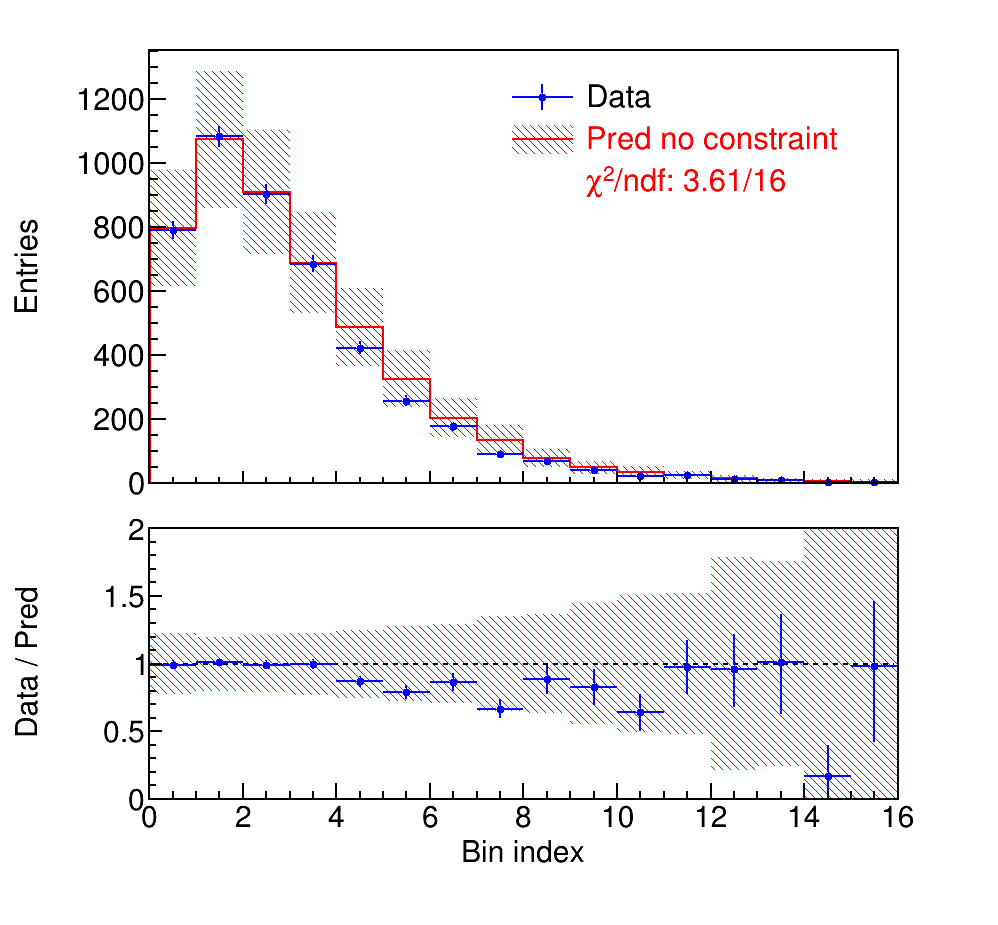 Entries
1200
1000
800
600
400
200
0
Data
Pred no constraint
χ²/ndf: 3.61/16
Data / Pred
2
1.5
1
0.5
0
0 2 4 6 8 10 12 14 16
Bin index